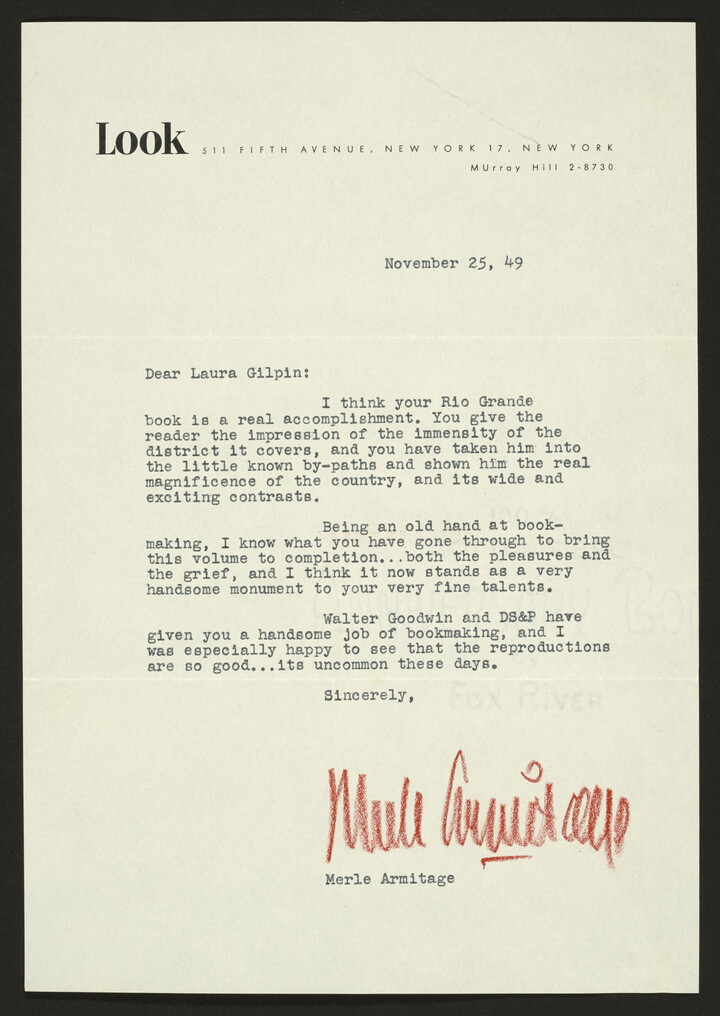 Look 511 FIFTH AVENUE, NEW YORK 17, NEW YORK
MUrray Hill 2-8730
November 25, 49
Dear Laura Gilpin:
I think your Rio Grande
book is a real accomplishment. You give the
reader the impression of the immensity of the
district it covers, and you have taken him into
the little known by-paths and shown him the real
magnificence of the country, and its wide and
exciting contrasts.
Being an old hand at book-
making, I know what you have gone through to bring
this volume to completion...both the pleasures and
the grief, and I think it now stands as a very
handsome monument to your very fine talents.
Walter Goodwin and DS&P have
given you a handsome job of bookmaking, and I
was especially happy to see that the reproductions
are so good...its uncommon these days.
Sincerely,
FOX RIVER
Merle Armitage
Merle Armitage